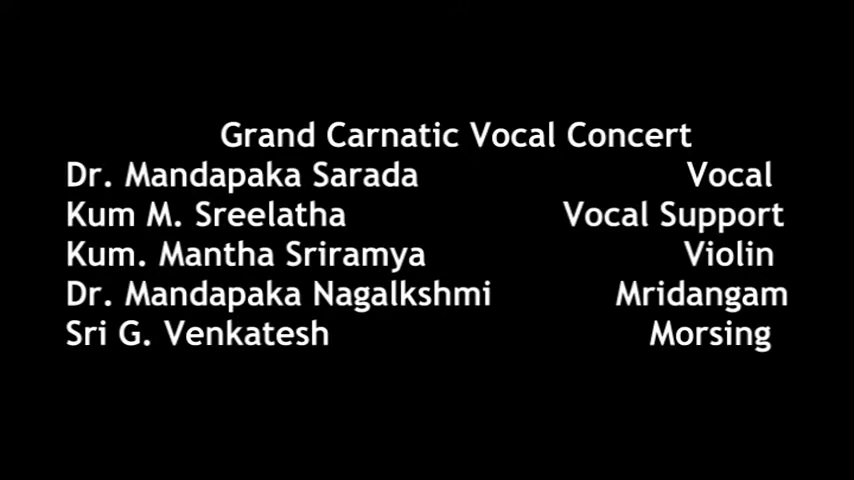 Grand Carnatic Vocal Concert
Dr. Mandapaka Sarada Vocal
Kum M. Sreelatha Vocal Support
Kum. Mantha Sriramya Violin
Dr. Mandapaka Nagalkshmi Mridangam
Sri G. Venkatesh Morsing